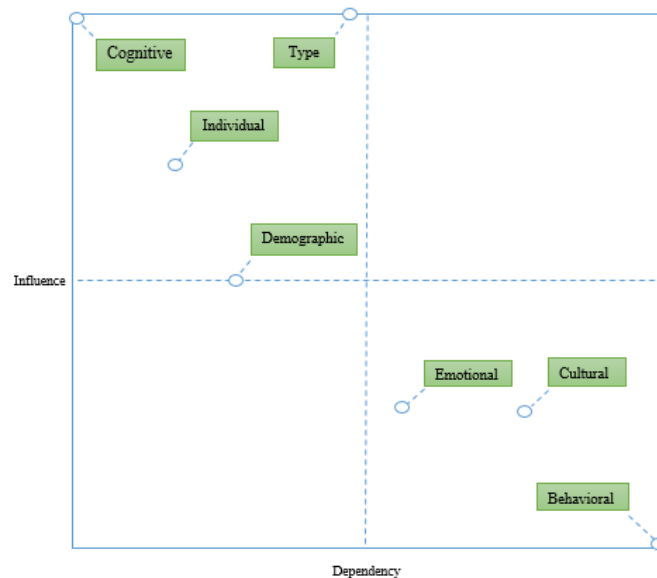 Cognitive
Type
Individual
Demographic
Influence
Emotional
Cultural
Behavioral
Dependency